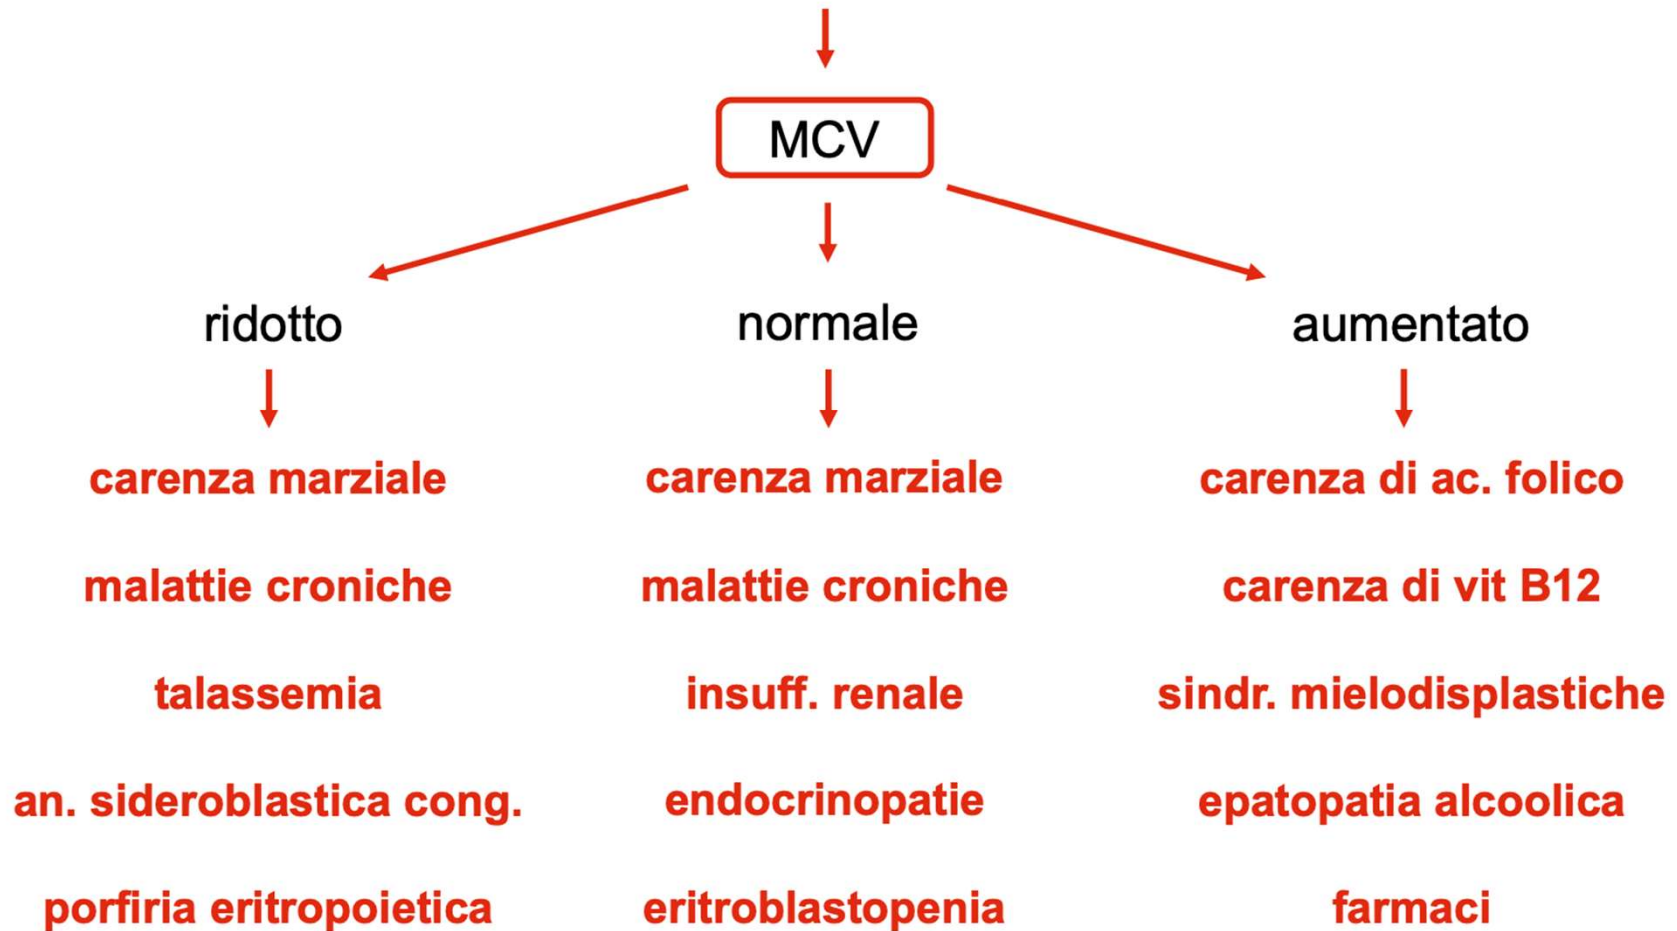 MCV
ridotto
normale
aumentato
carenza marziale
carenza marziale
carenza di ac. folico
malattie croniche
malattie croniche
carenza di vit B12
talassemia
insuff. renale
sindr. mielodisplastiche
an. sideroblastica cong.
endocrinopatie
epatopatia alcoolica
porfiria eritropoietica
eritroblastopenia
farmaci